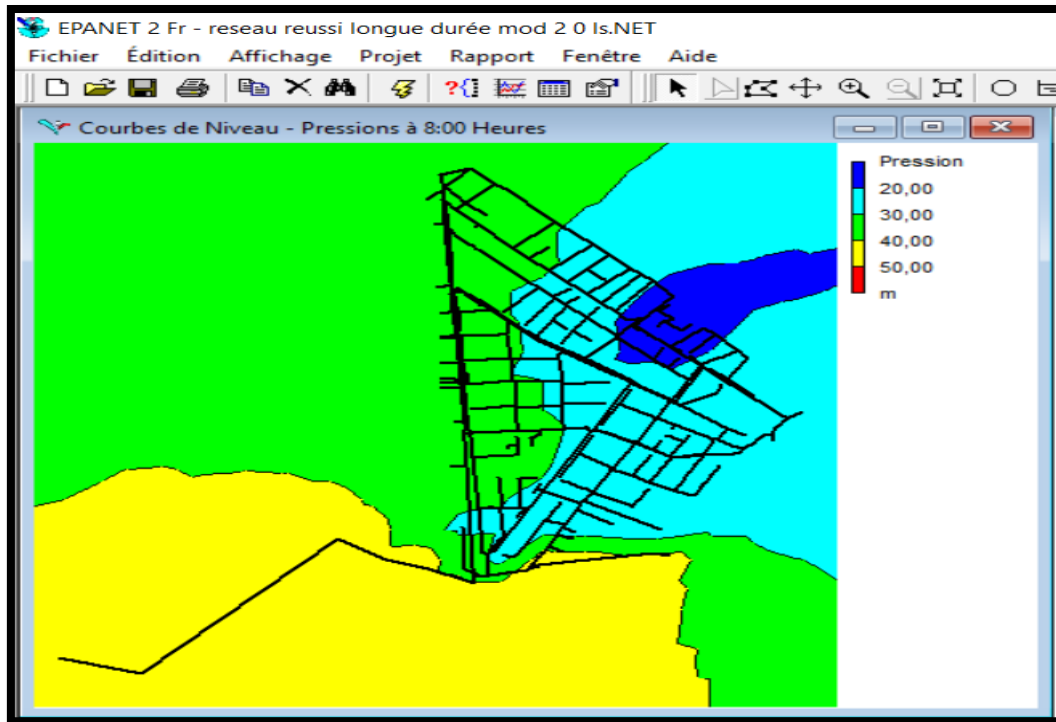 EPANET 2 Fr - reseau reussi longue durée mod 2 0 ls.NET
Fichier Édition Affichage Projet Rapport Fenêtre Aide
Courbes de Niveau - Pressions à 8:00 Heures
Pression
20,00
30,00
40,00
50,00
m